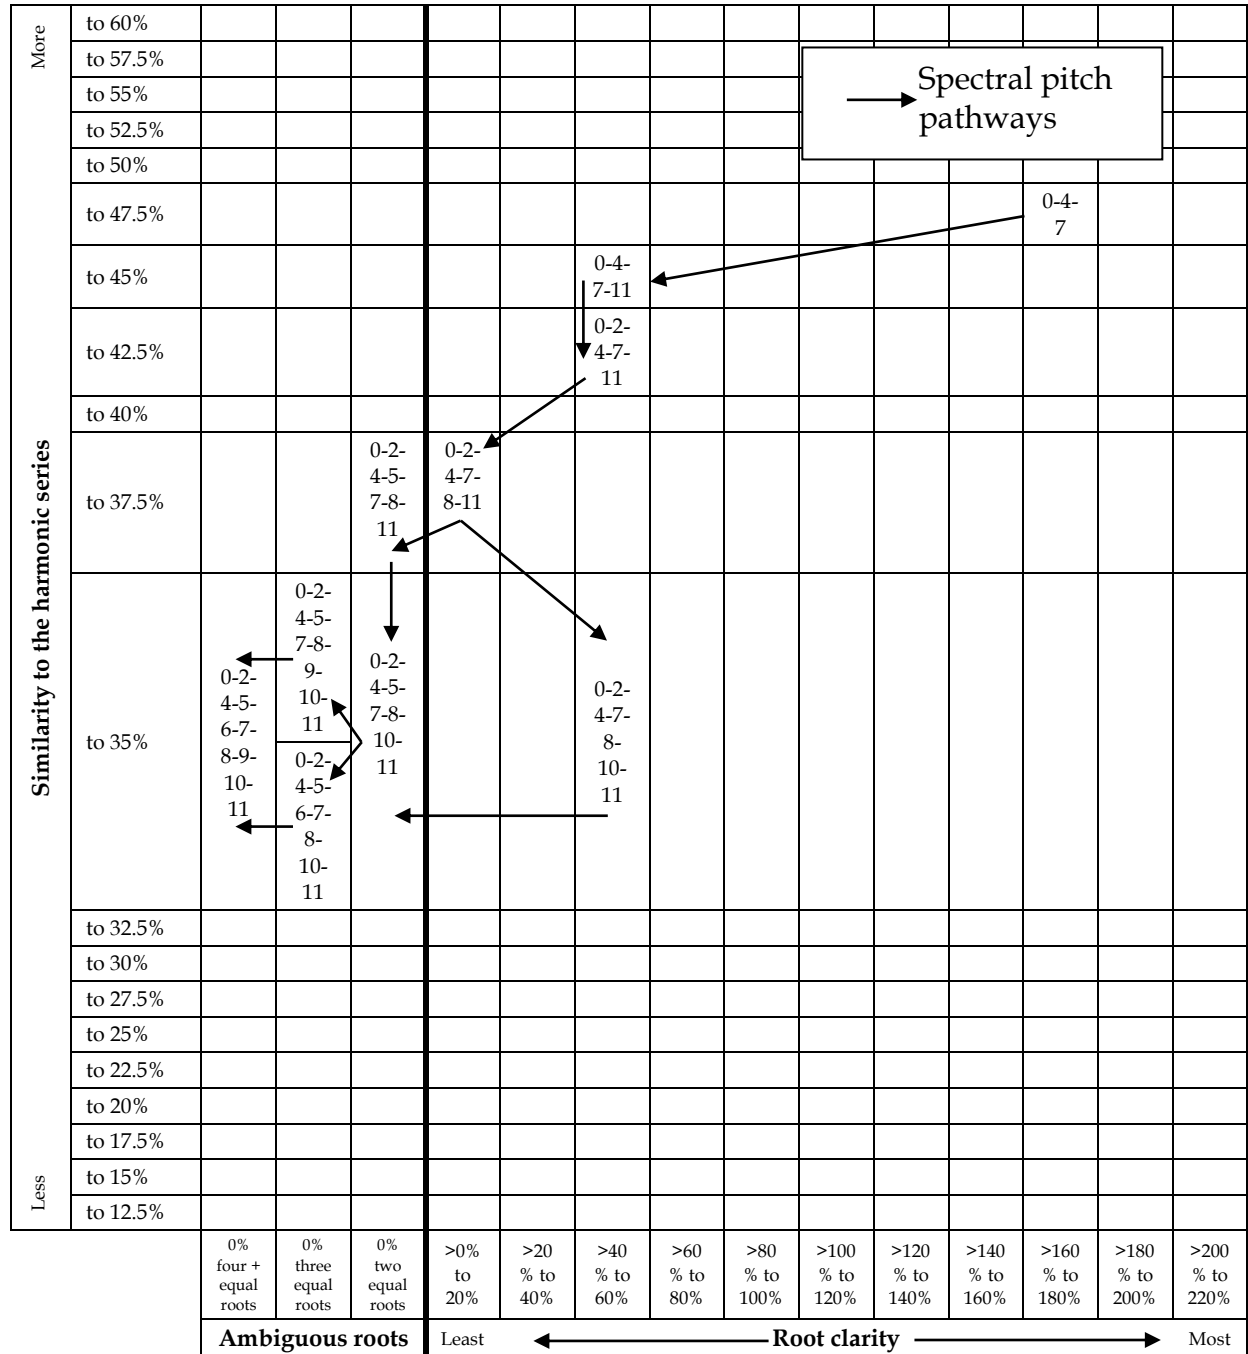 More
to 60%
to 57.5%
to 55%
to 52.5%
to 50%
Spectral pitch
pathways
to 47.5%
0-4-
7
to 45%
0-4-
7-11
to 42.5%
0-2-
4-7-
11
to 40%
Similarity to the harmonic series
to 37.5%
0-2-
4-5-
7-8-
11
0-2-
4-7-
8-11
to 35%
0-2-
4-5-
6-7-
8-9-
10-
11
0-2-
4-5-
7-8-
9-
10-
11
0-2-
4-5-
6-7-
8-
10-
11
0-2-
4-5-
7-8-
10-
11
0-2-
4-7-
8-
10-
11
to 32.5%
to 30%
to 27.5%
to 25%
to 22.5%
to 20%
to 17.5%
to 15%
to 12.5%
Less
0%
four +
equal
roots
0%
three
equal
roots
0%
two
equal
roots
>0%
to
20%
>20
% to
40%
>40
% to
60%
>60
% to
80%
>80
% to
100%
>100
% to
120%
>120
% to
140%
>140
% to
160%
>160
% to
180%
>180
% to
200%
>200
% to
220%
Ambiguous roots
Least
Root clarity
Most